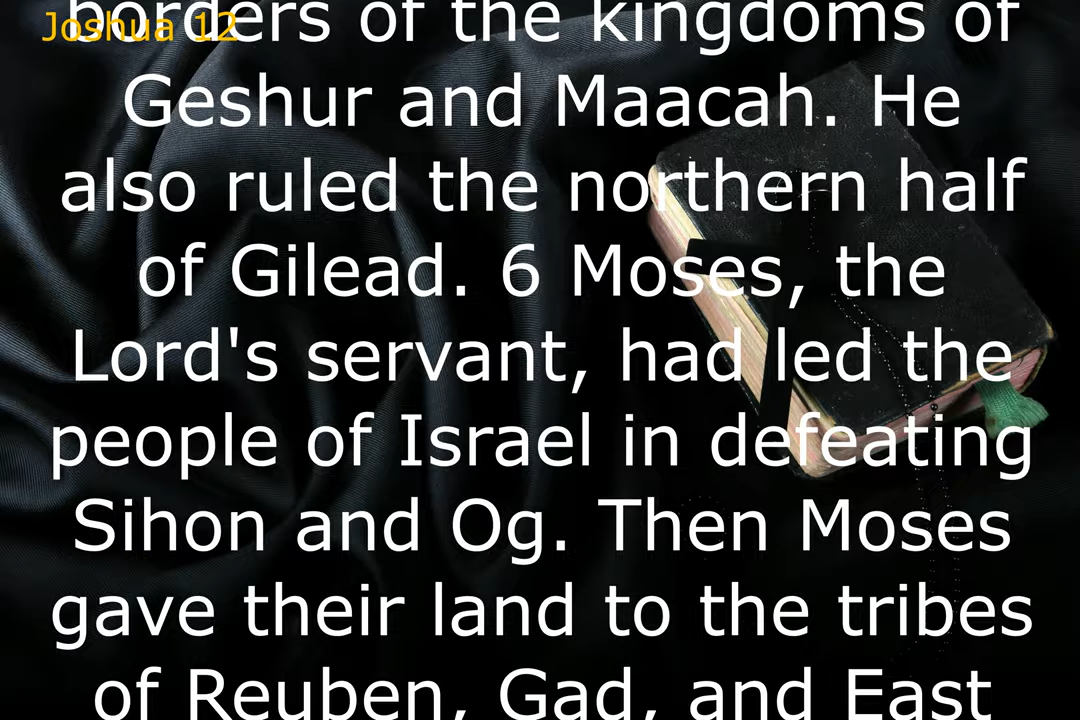 Joshua 12
borders of the kingdoms of
Geshur and Maacah. He
also ruled the northern half
of Gilead. 6 Moses, the
Lord's servant, had led the
people of Israel in defeating
Sihon and Og. Then Moses
gave their land to the tribes
of Reuben, Gad, and East